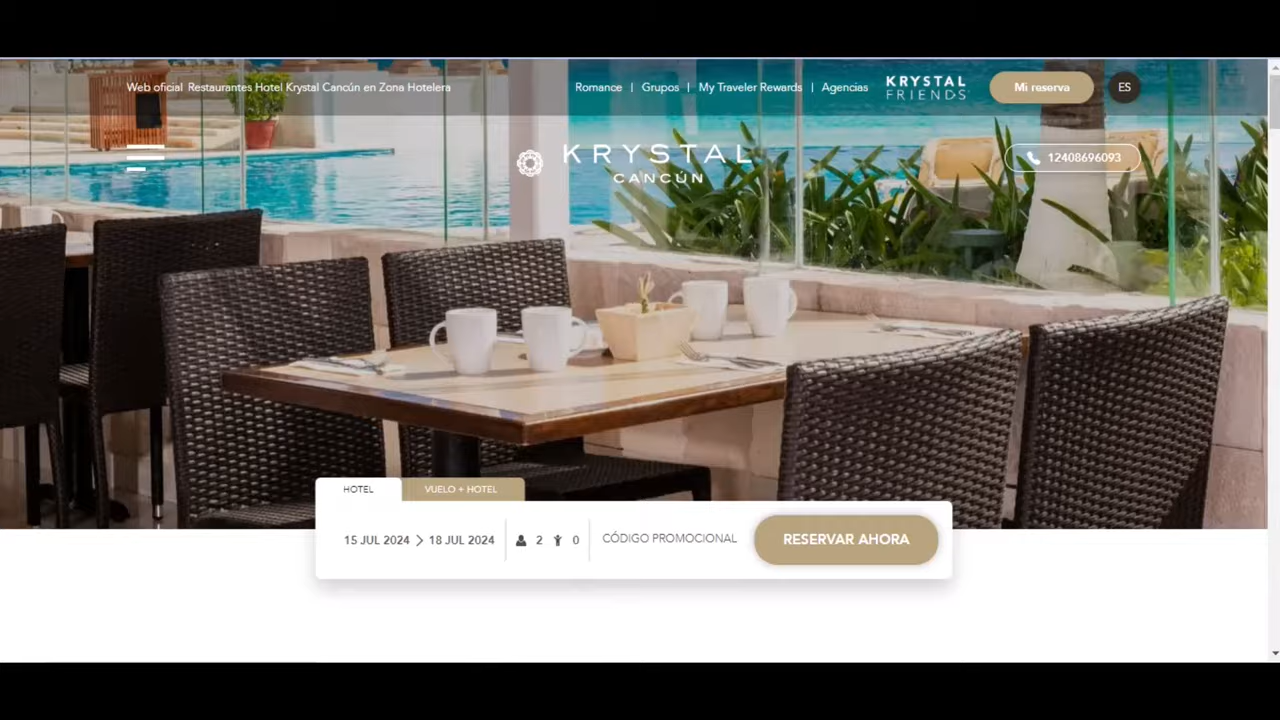 Web oficial Restaurantes Hotel Krystal Cancún en Zona Hotelera
Romance | Grupos | My Traveler Rewards | Agencias
KRYSTAL
FRIENDS
Mi reserva
ES
KRYSTAL
CANCÚN
12408696093
HOTEL
VUELO + HOTEL
15 JUL 2024 > 18 JUL 2024
2
0
CÓDIGO PROMOCIONAL
RESERVAR AHORA